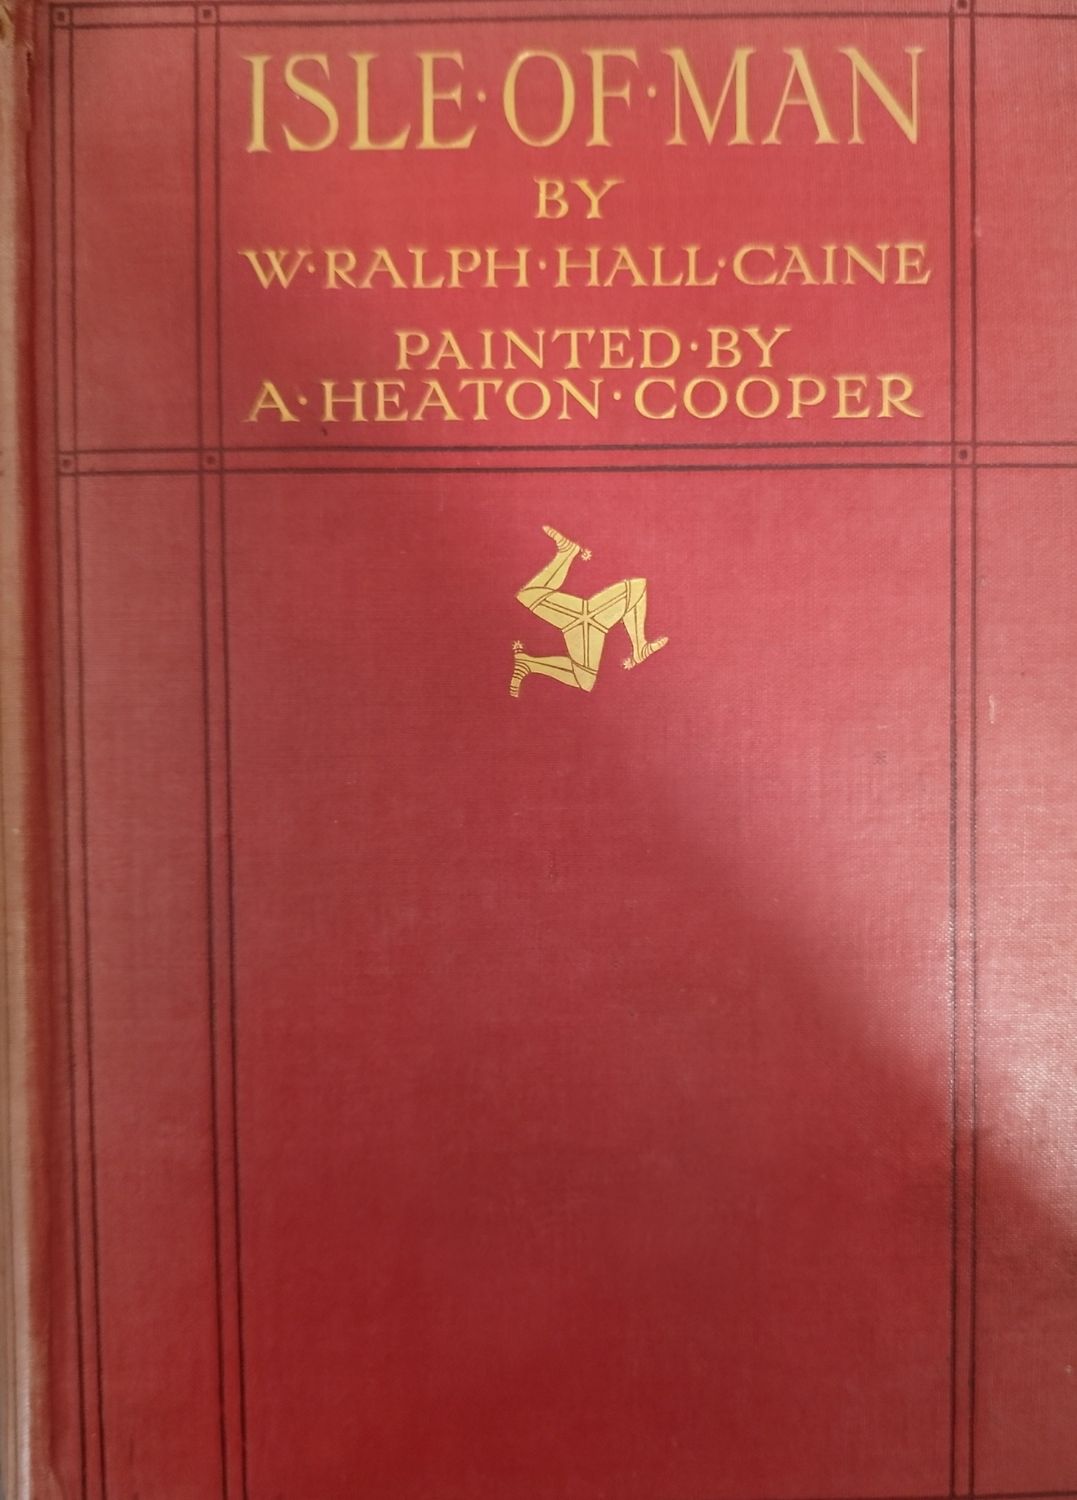 ISLE·OF·MAN
BY
W·RALPH·HALL·CAINE
PAINTED·BY
A·HEATON·COOPER